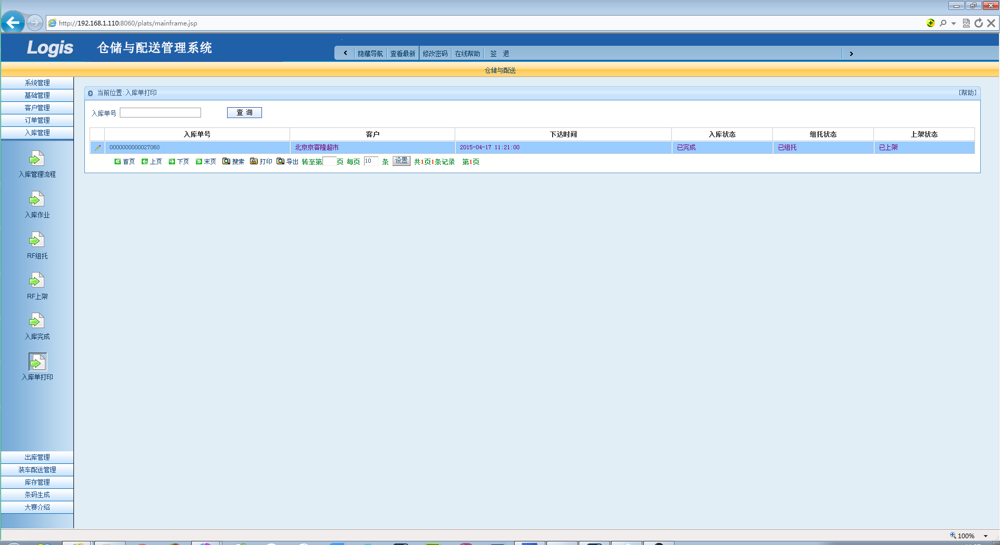 http://192.168.1.110:8060/plats/mainframe.jsp
Logis 仓储与配送管理系统
隐藏导航 查看最新 修改密码 在线帮助 签 退
仓储与配送
系统管理
基础管理
客户管理
订单管理
入库管理
入库管理流程
入库作业
RF组托
RF上架
入库完成
入库单打印
出库管理
装车配送管理
库存管理
条码生成
大赛介绍
当前位置:入库单打印 [帮助]
入库单号 查 询
入库单号 客户 下达时间 入库状态 组托状态 上架状态
0000000000027060 北京京客隆超市 2015-04-17 11:21:00 已完成 已组托 已上架
首页 上页 下页 末页 搜索 打印 导出 转至第 页 每页 10 条 设置 共1页1条记录 第1页
100%